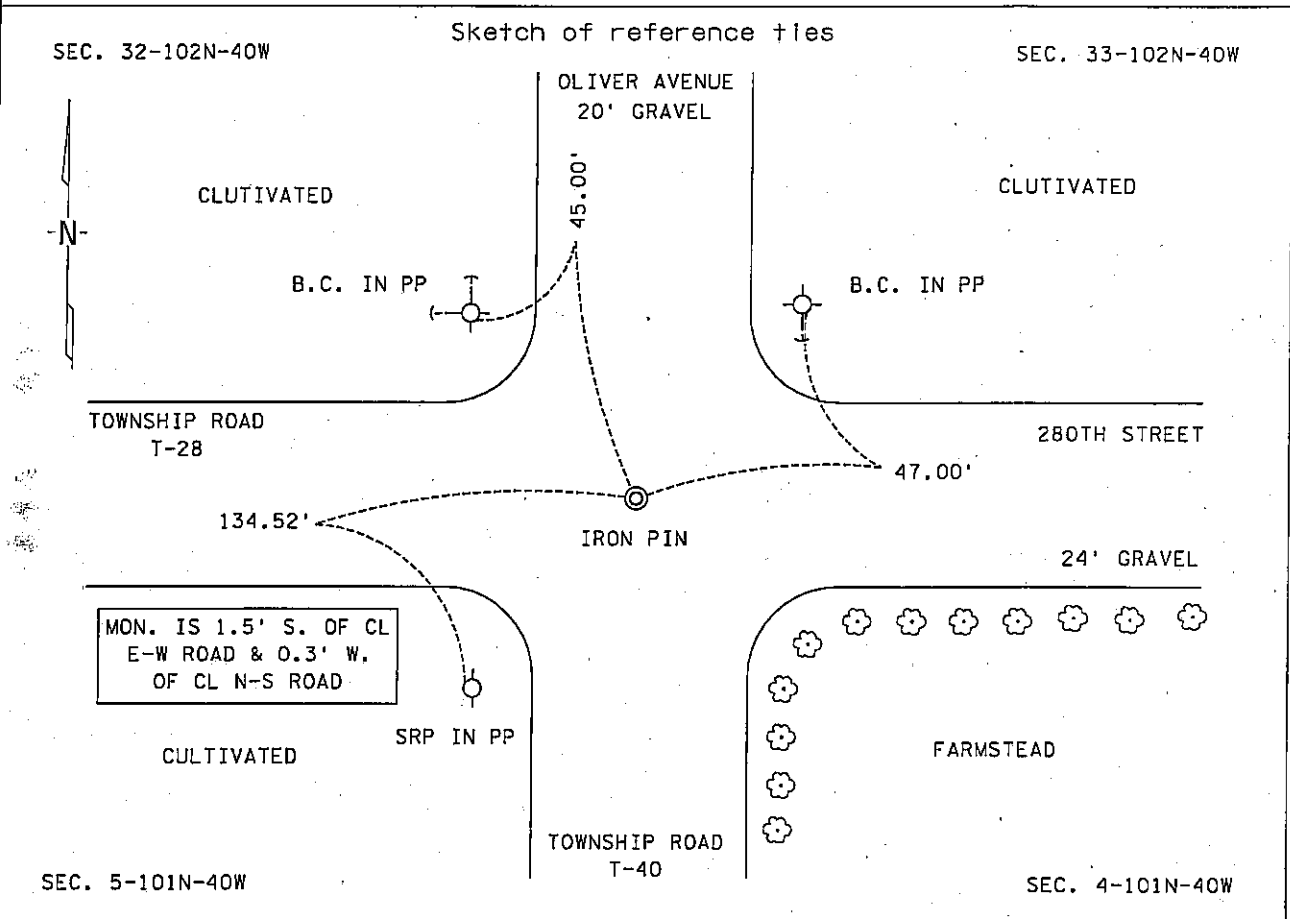 Sketch of reference ties
SEC. 32-102N-40W
SEC. 33-102N-40W
OLIVER AVENUE
20' GRAVEL
CLUTIVATED
CLUTIVATED
45.00'
-N-
B.C. IN PP
B.C. IN PP
TOWNSHIP ROAD
T-28
280TH STREET
47.00'
134.52'
IRON PIN
24' GRAVEL
MON. IS 1.5' S. OF CL
E-W ROAD & 0.3' W.
OF CL N-S ROAD
SRP IN PP
CULTIVATED
FARMSTEAD
TOWNSHIP ROAD
T-40
SEC. 5-101N-40W
SEC. 4-101N-40W